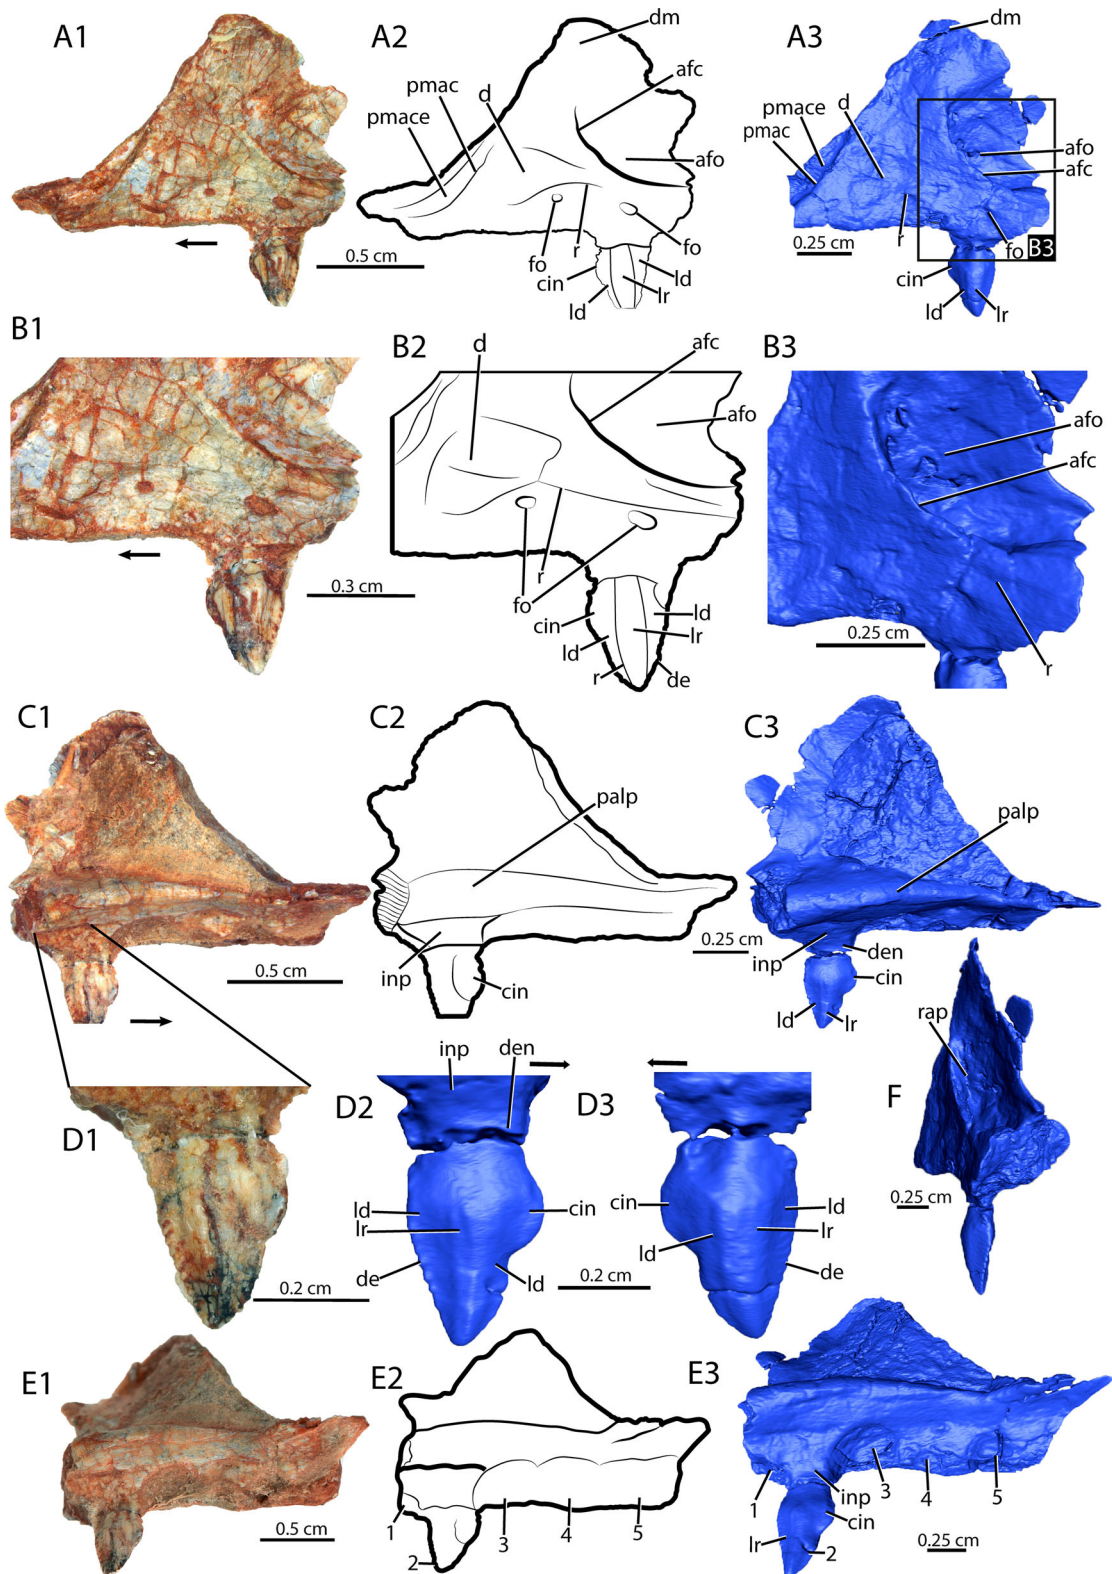 A1
0.5 cm
A2
dm
afc
pmac
d
pmace
afo
fo
r
fo
cin
ld
ld
lr
A3
dm
pmace
pmac
d
afo
afc
r
0.25 cm
fo
B3
cin
ld
lr
B1
0.3 cm
B2
d
afc
afo
r
fo
cin
ld
ld
lr
r
de
B3
afo
afc
0.25 cm
r
C1
0.5 cm
C2
palp
0.25 cm
inp
cin
C3
palp
inp
den
cin
ld
lr
D1
0.2 cm
D2
inp
den
ld
lr
cin
de
ld
0.2 cm
D3
cin
ld
lr
ld
de
F
rap
0.25 cm
E1
0.5 cm
E2
1
2
3
4
5
E3
1
inp
3
4
5
cin
lr
2
0.25 cm